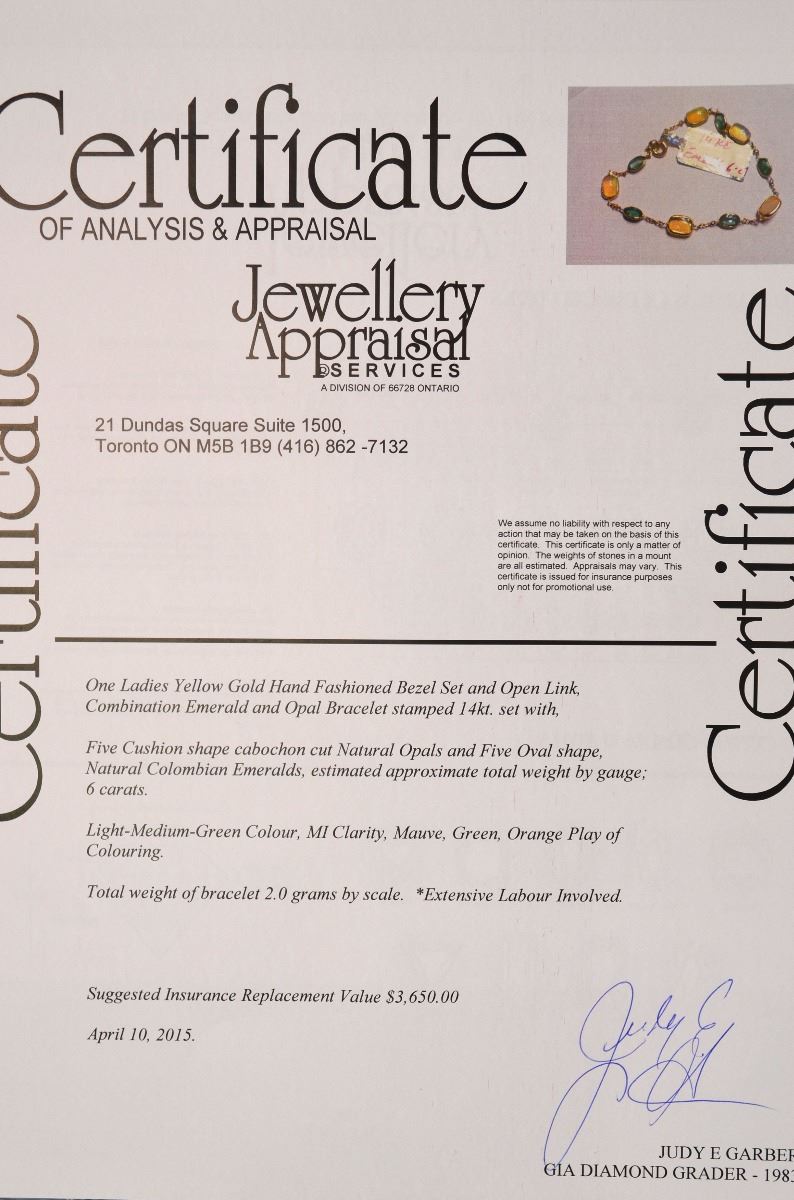 Certificate
OF ANALYSIS & APPRAISAL
14kt
6ct
Jewellery
Appraisal
SERVICES
A DIVISION OF 66728 ONTARIO
21 Dundas Square Suite 1500,
Toronto ON M5B 1B9 (416) 862 -7132
Certificate
Certificate
We assume no liability with respect to any
action that may be taken on the basis of this
certificate. This certificate is only a matter of
opinion. The weights of stones in a mount
are all estimated. Appraisals may vary. This
certificate is issued for insurance purposes
only not for promotional use.
One Ladies Yellow Gold Hand Fashioned Bezel Set and Open Link,
Combination Emerald and Opal Bracelet stamped 14kt. set with,
Five Cushion shape cabochon cut Natural Opals and Five Oval shape,
Natural Colombian Emeralds, estimated approximate total weight by gauge;
6 carats.
Light-Medium-Green Colour, MI Clarity, Mauve, Green, Orange Play of
Colouring.
Total weight of bracelet 2.0 grams by scale. *Extensive Labour Involved.
Suggested Insurance Replacement Value $3,650.00
April 10, 2015.
Judy E
JUDY E GARBER
GIA DIAMOND GRADER - 1983